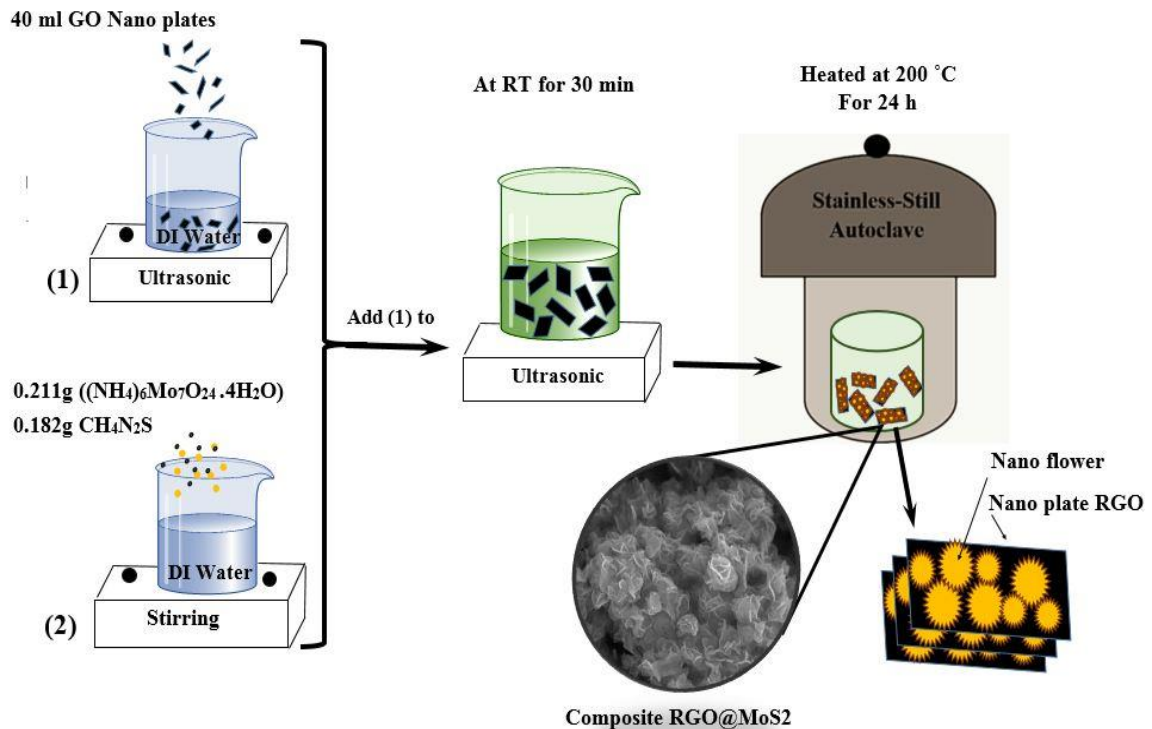 40 ml GO Nano plates
DI Water
Ultrasonic
(1)
0.211g ((NH4)6Mo7O24 .4H2O)
0.182g CH4N2S
DI Water
Stirring
(2)
Add (1) to
At RT for 30 min
Ultrasonic
Heated at 200 °C
For 24 h
Stainless-Still
Autoclave
Nano flower
Nano plate RGO
Composite RGO@MoS2